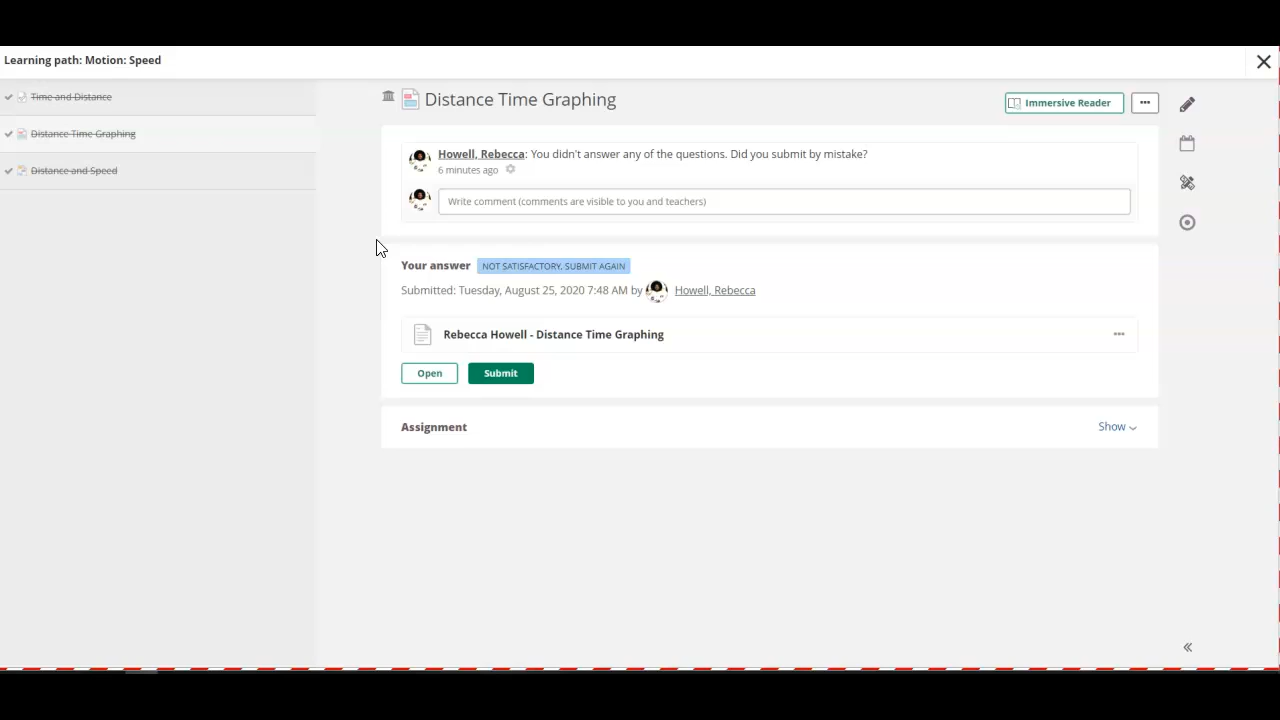 Learning path: Motion: Speed
Time and Distance
Distance Time Graphing
Distance and Speed
Distance Time Graphing
Immersive Reader
Howell, Rebecca: You didn't answer any of the questions. Did you submit by mistake?
6 minutes ago
Write comment (comments are visible to you and teachers)
Your answer NOT SATISFACTORY. SUBMIT AGAIN
Submitted: Tuesday, August 25, 2020 7:48 AM by Howell, Rebecca
Rebecca Howell - Distance Time Graphing
Open Submit
Assignment Show